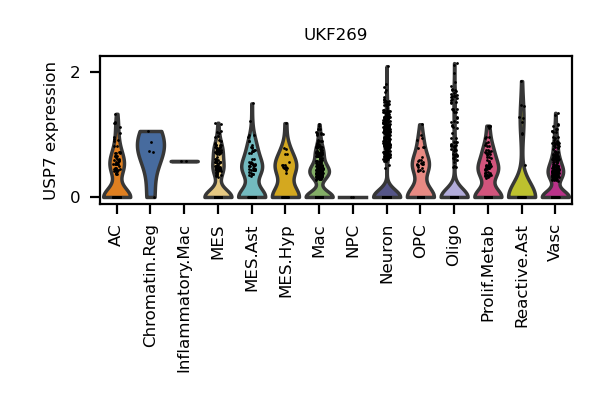 UKF269
USP7 expression
2
0
AC
Chromatin.Reg
Inflammatory.Mac
MES
MES.Ast
MES.Hyp
Mac
NPC
Neuron
OPC
Oligo
Prolif.Metab
Reactive.Ast
Vasc